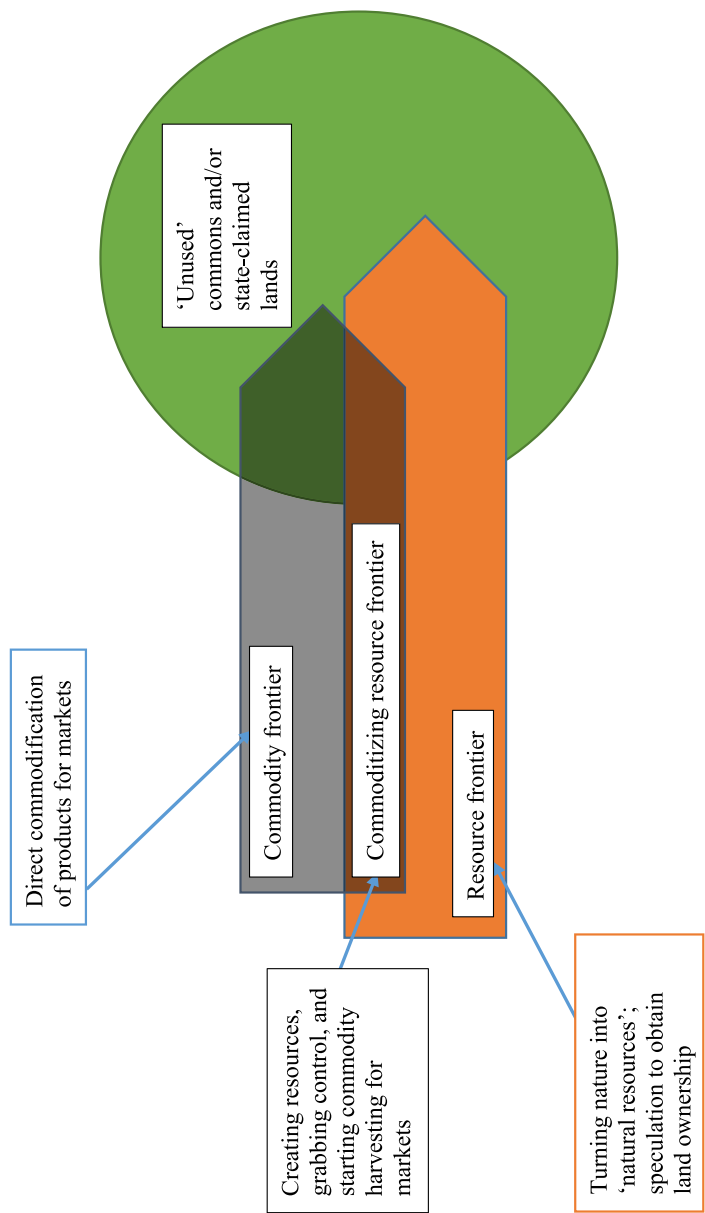 Direct commodification
of products for markets
‘Unused’
commons and/or
state-claimed
lands
Commodity frontier
Creating resources,
grabbing control, and
starting commodity
harvesting for
markets
Commoditizing resource frontier
Resource frontier
Turning nature into
‘natural resources’;
speculation to obtain
land ownership